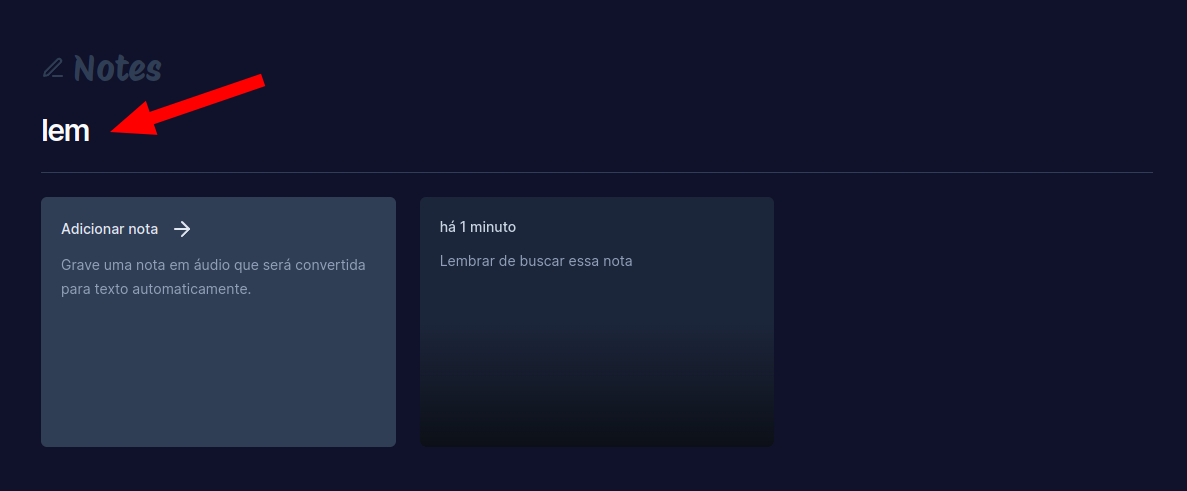 Notes
lem
Adicionar nota
Grave uma nota em áudio que será convertida
para texto automaticamente.
há 1 minuto
Lembrar de buscar essa nota